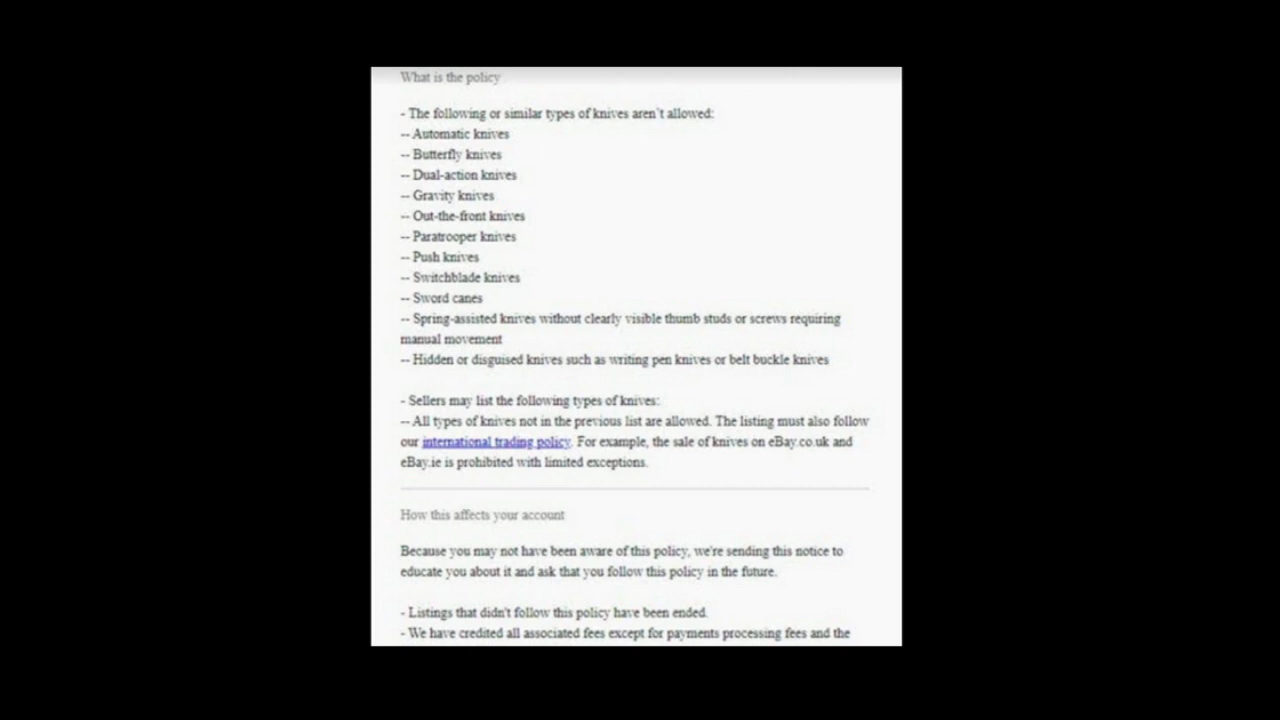 What is the policy
- The following or similar types of knives aren't allowed:
-- Automatic knives
-- Butterfly knives
-- Dual-action knives
-- Gravity knives
-- Out-the-front knives
-- Paratrooper knives
-- Push knives
-- Switchblade knives
-- Sword canes
-- Spring-assisted knives without clearly visible thumb studs or screws requiring
manual movement
-- Hidden or disguised knives such as writing pen knives or belt buckle knives
- Sellers may list the following types of knives:
-- All types of knives not in the previous list are allowed. The listing must also follow
our international trading policy. For example, the sale of knives on eBay.co.uk and
eBay.ie is prohibited with limited exceptions.
How this affects your account
Because you may not have been aware of this policy, we're sending this notice to
educate you about it and ask that you follow this policy in the future.
- Listings that didn't follow this policy have been ended.
- We have credited all associated fees except for payments processing fees and the